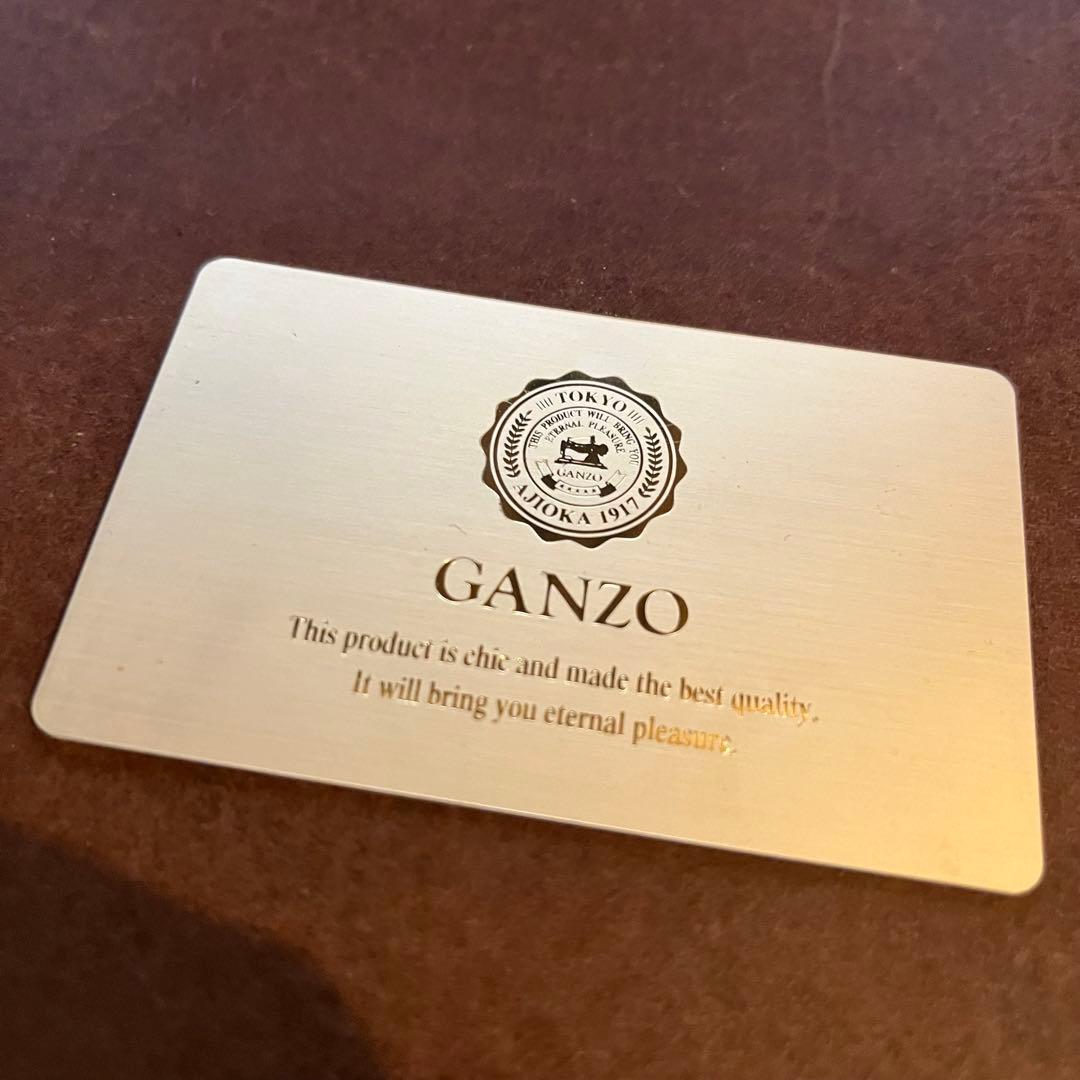 TOKYO
THIS PRODUCT WILL BRING YOU
ETERNAL PLEASURE
GANZO
AJIOKA 1917
GANZO
This product is chic and made the best quality.
It will bring you eternal pleasure.